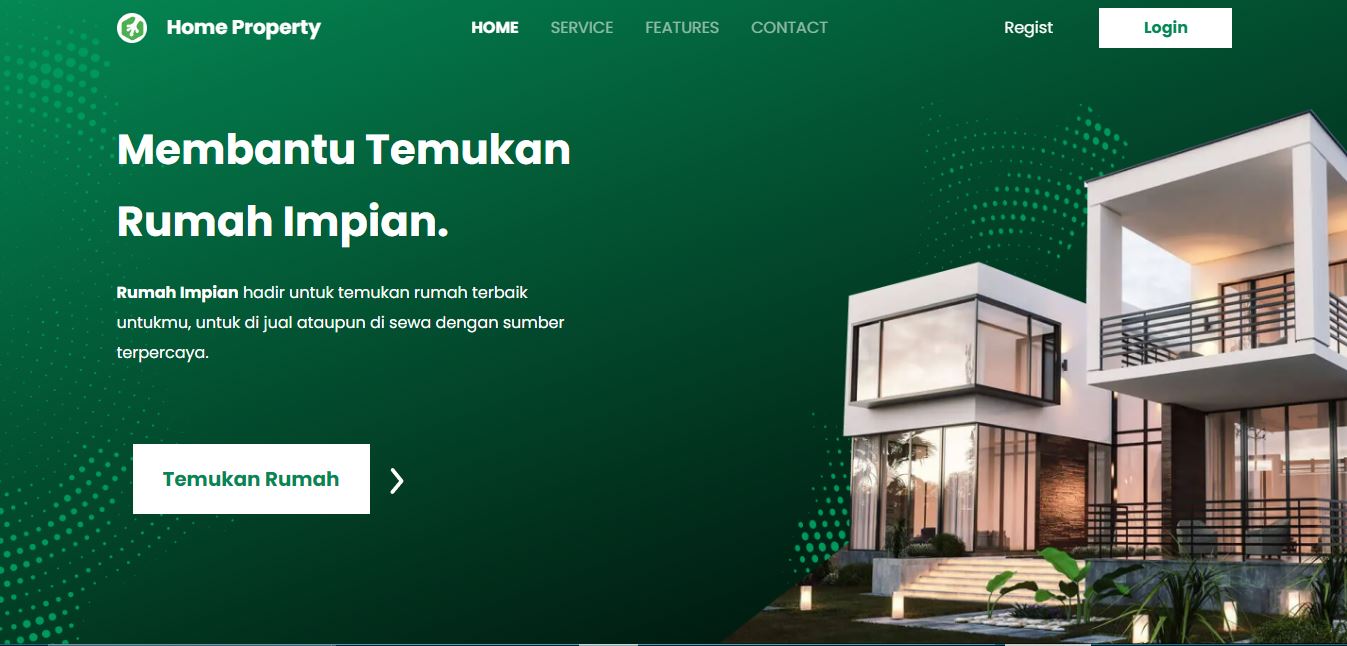 Home Property
HOME
SERVICE
FEATURES
CONTACT
Regist
Login
Membantu Temukan
Rumah Impian.
Rumah Impian hadir untuk temukan rumah terbaik
untukmu, untuk di jual ataupun di sewa dengan sumber
terpercaya.
Temukan Rumah